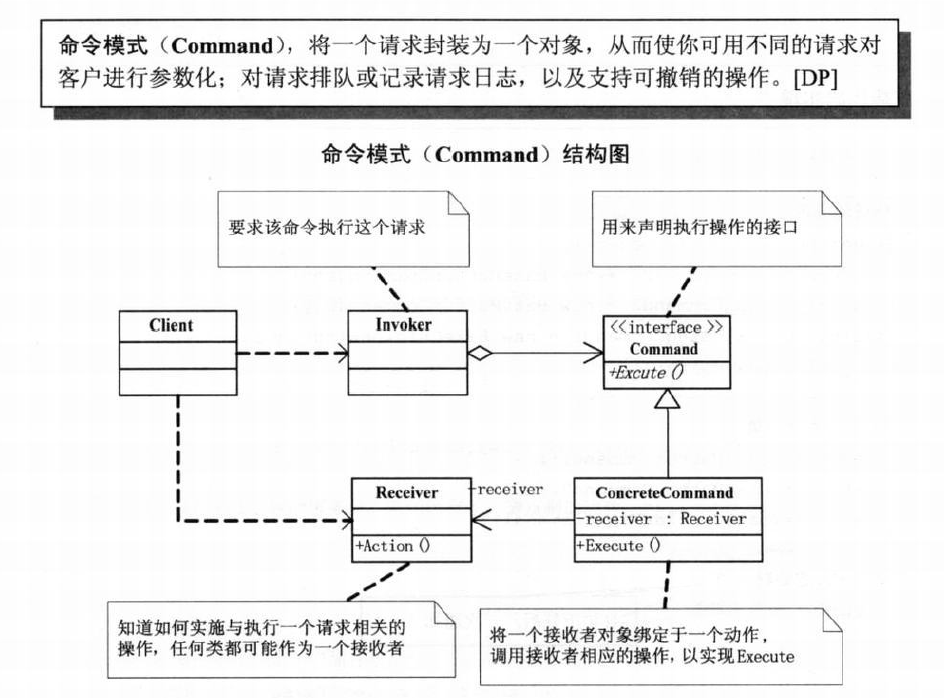 命令模式（Command），将一个请求封装为一个对象，从而使你可用不同的请求对
客户进行参数化；对请求排队或记录请求日志，以及支持可撤销的操作。[DP]
命令模式（Command）结构图
要求该命令执行这个请求
用来声明执行操作的接口
Client
Invoker
<<interface >>
Command
+Excute ()
Receiver
+Action ()
-receiver
ConcreteCommand
-receiver : Receiver
+Execute ()
知道如何实施与执行一个请求相关的
操作，任何类都可能作为一个接收者
将一个接收者对象绑定于一个动作，
调用接收者相应的操作，以实现Execute